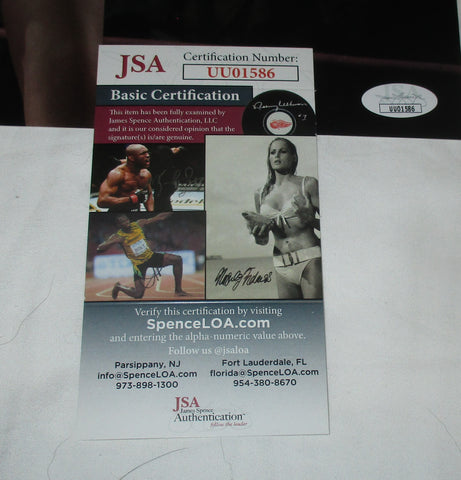 JSA
Certification Number:
UU01586
Basic Certification
This item has been fully examined by
James Spence Authentication, LLC
and it is our considered opinion that the
signature(s) is/are genuine.
UU01586
Verify this certification by visiting
SpenceLOA.com
and entering the alpha-numeric value above.
Follow us @jsaloa
Parsippany, NJ
info@SpenceLOA.com
973-898-1300
Fort Lauderdale, FL
florida@SpenceLOA.com
954-380-8670
JSA
James Spence
Authentication
follow the leader